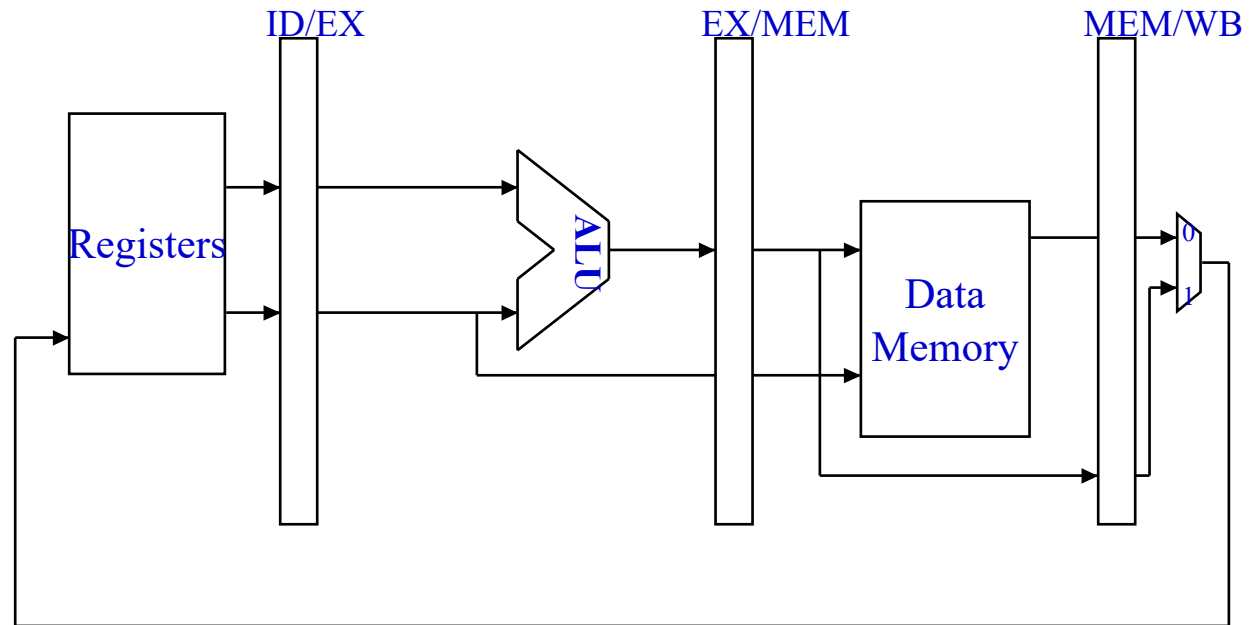 ID/EX
EX/MEM
MEM/WB
Registers
ALU
Data
Memory
0
1